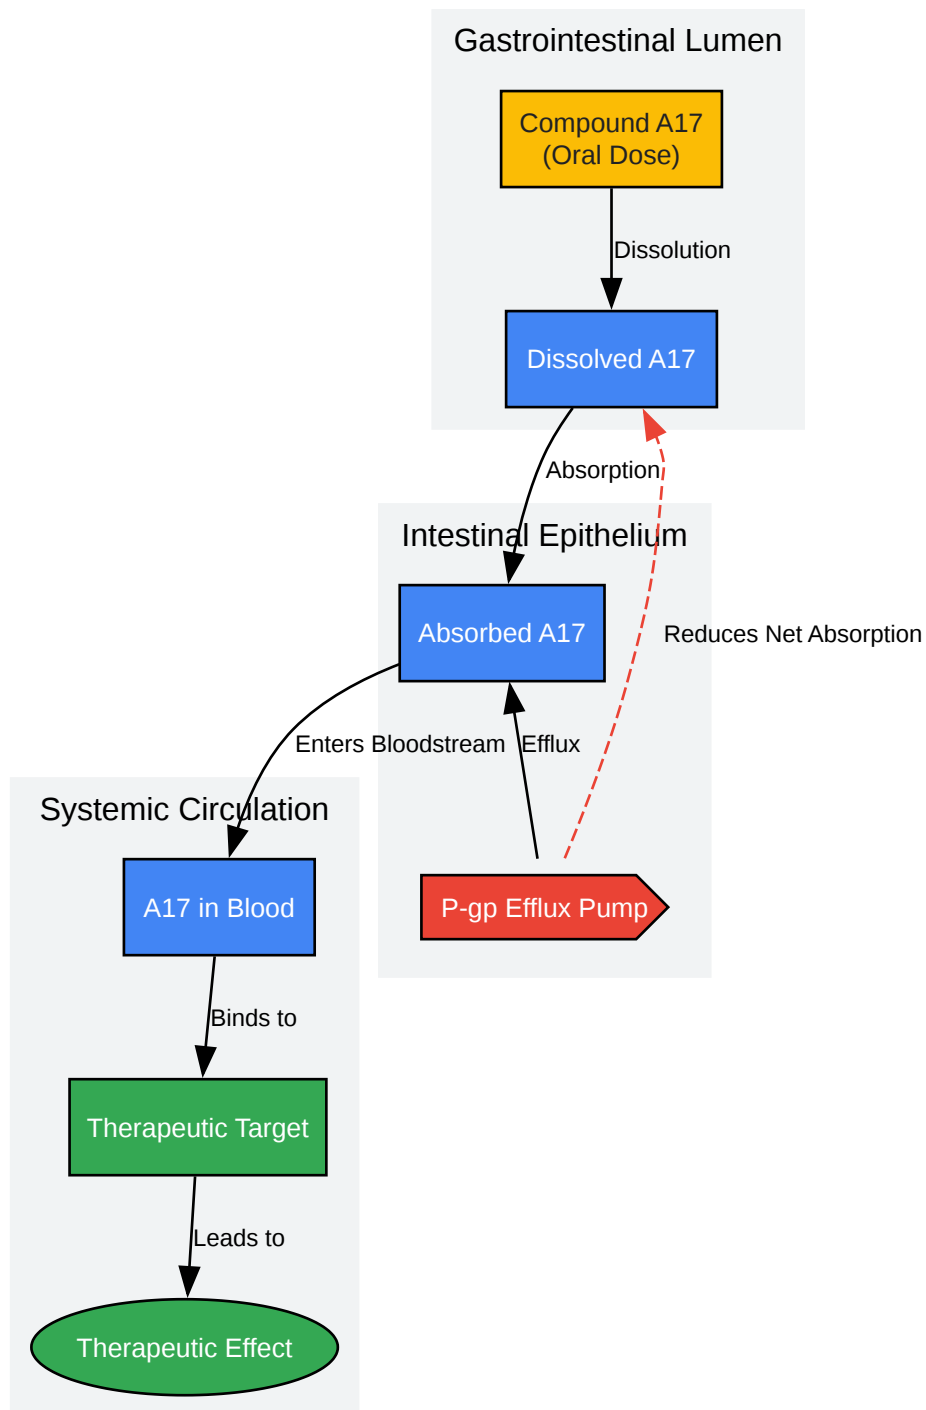 Gastrointestinal Lumen
Compound A17
(Oral Dose)
Dissolution
Dissolved A17
Absorption
Intestinal Epithelium
Absorbed A17
Reduces Net Absorption
Enters Bloodstream
Efflux
Systemic Circulation
A17 in Blood
P-gp Efflux Pump
Binds to
Therapeutic Target
Leads to
Therapeutic Effect